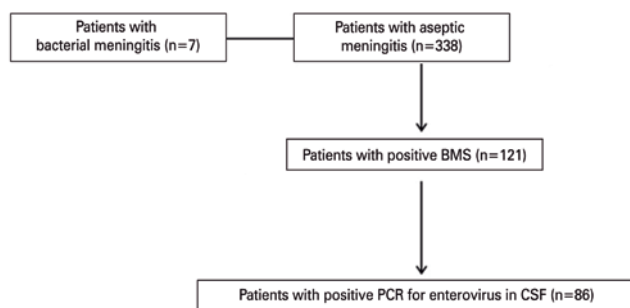 Patients with
bacterial meningitis (n=7)
Patients with aseptic
meningitis (n=338)
Patients with positive BMS (n=121)
Patients with positive PCR for enterovirus in CSF (n=86)